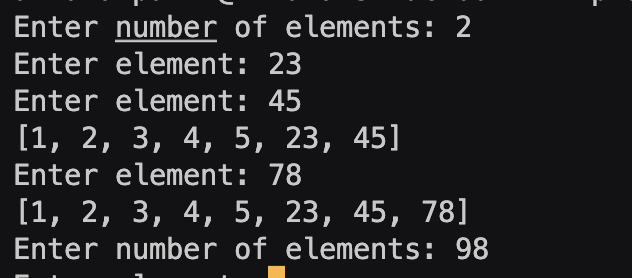 Enter number of elements: 2
Enter element: 23
Enter element: 45
[1, 2, 3, 4, 5, 23, 45]
Enter element: 78
[1, 2, 3, 4, 5, 23, 45, 78]
Enter number of elements: 98